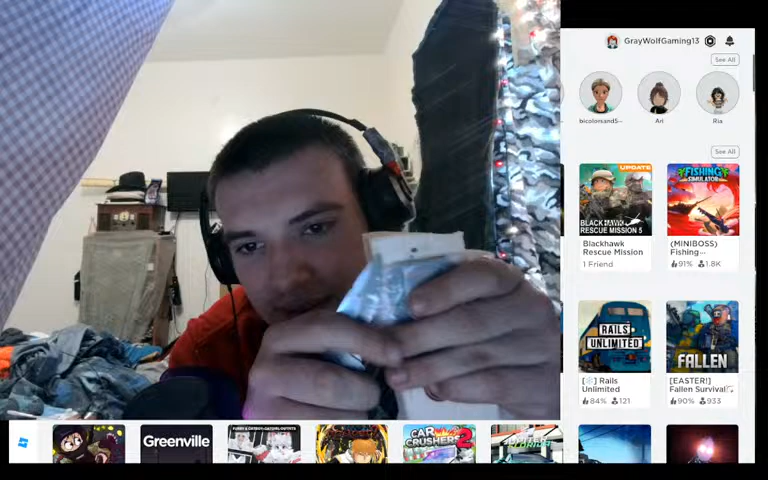 GrayWolfGaming13
See All
bicolorsandS--
Ari
Ria
See All
UPDATE
BLACKHAWK
RESCUE MISSION 5
FISHING
SIMULATOR
Blackhawk
Rescue Mission
1 Friend
(MINIBOSS)
Fishing--
91% 1.8K
RAILS
UNLIMITED
FALLEN
[❄️] Rails
Unlimited
84% 121
[EASTER!]
Fallen Survival
90% 933
Greenville
CAR
CRUSHERS 2